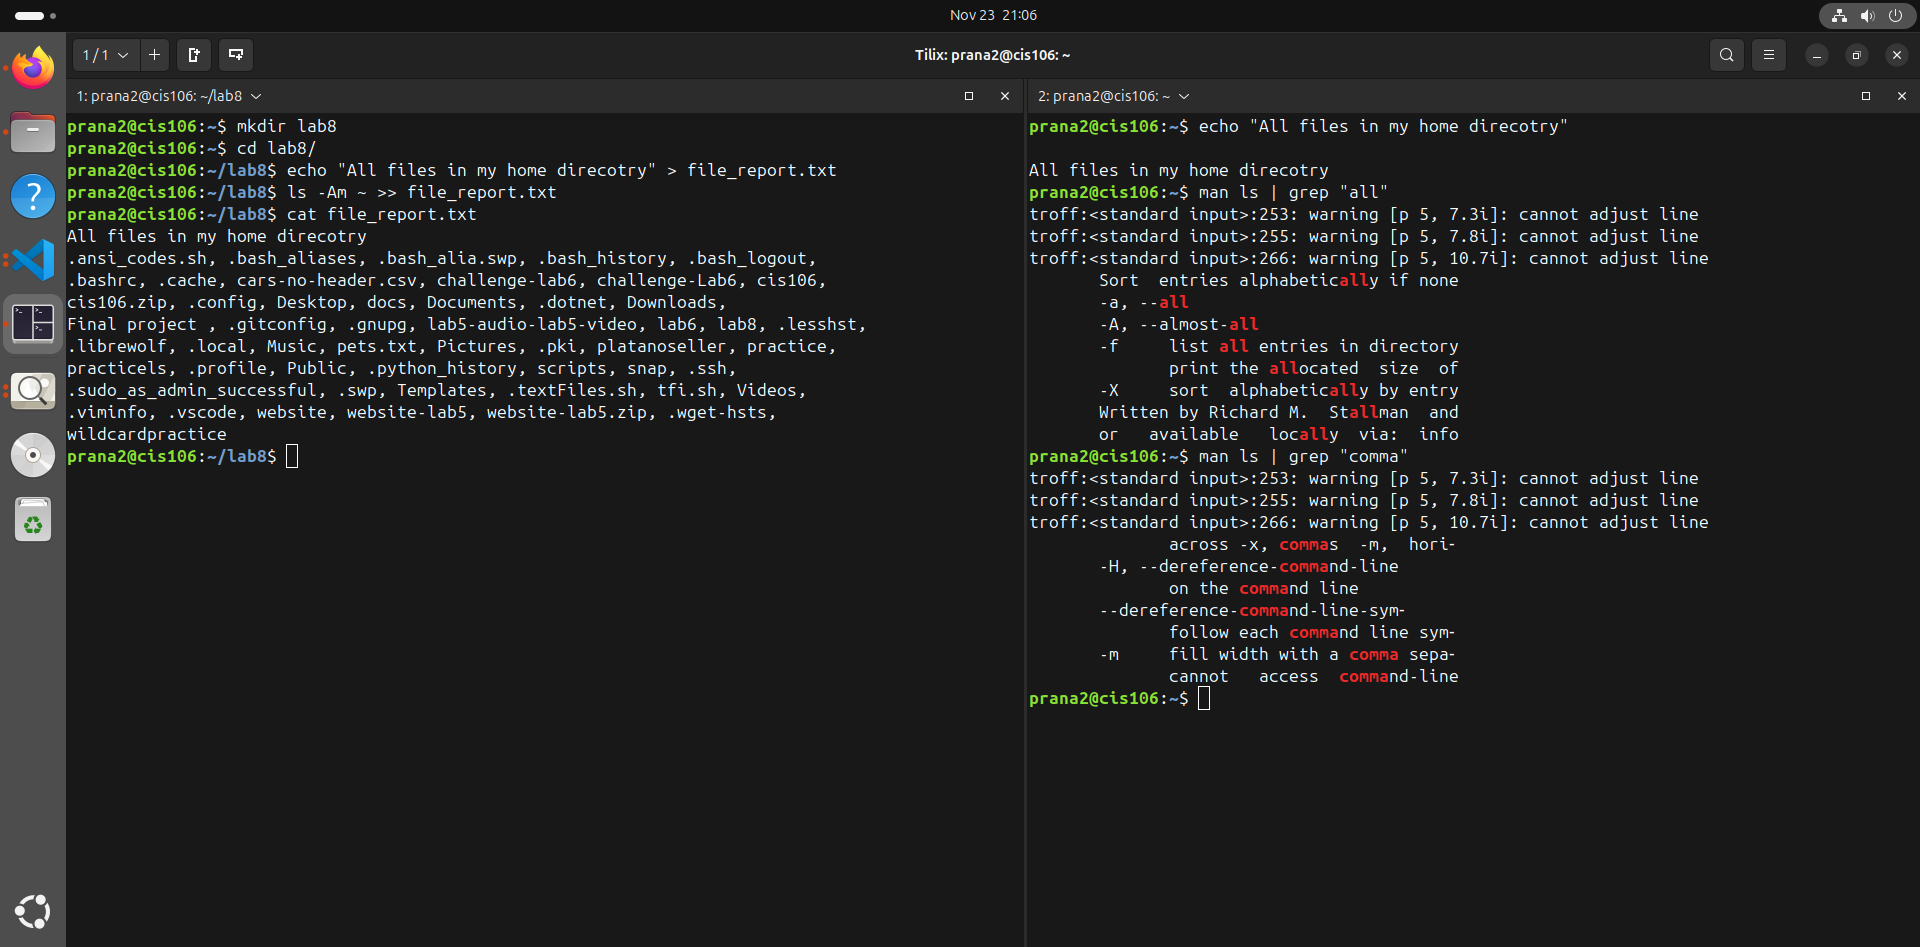 Nov 23 21:06
1 / 1
Tilix: prana2@cis106: ~
1: prana2@cis106: ~/lab8
prana2@cis106:~$ mkdir lab8
prana2@cis106:~$ cd lab8/
prana2@cis106:~/lab8$ echo "All files in my home direcotry" > file_report.txt
prana2@cis106:~/lab8$ ls -Am ~ >> file_report.txt
prana2@cis106:~/lab8$ cat file_report.txt
All files in my home direcotry
.ansi_codes.sh, .bash_aliases, .bash_alia.swp, .bash_history, .bash_logout,
.bashrc, .cache, cars-no-header.csv, challenge-lab6, challenge-Lab6, cis106,
cis106.zip, .config, Desktop, docs, Documents, .dotnet, Downloads,
Final project , .gitconfig, .gnupg, lab5-audio-lab5-video, lab6, lab8, .lesshst,
.librewolf, .local, Music, pets.txt, Pictures, .pki, platanoseller, practice,
practicels, .profile, Public, .python_history, scripts, snap, .ssh,
.sudo_as_admin_successful, .swp, Templates, .textFiles.sh, tfi.sh, Videos,
.viminfo, .vscode, website, website-lab5, website-lab5.zip, .wget-hsts,
wildcardpractice
prana2@cis106:~/lab8$
2: prana2@cis106: ~
prana2@cis106:~$ echo "All files in my home direcotry"
All files in my home direcotry
prana2@cis106:~$ man ls | grep "all"
troff:<standard input>:253: warning [p 5, 7.3i]: cannot adjust line
troff:<standard input>:255: warning [p 5, 7.8i]: cannot adjust line
troff:<standard input>:266: warning [p 5, 10.7i]: cannot adjust line
Sort entries alphabetically if none
-a, --all
-A, --almost-all
-f list all entries in directory
print the allocated size of
-X sort alphabetically by entry
Written by Richard M. Stallman and
or available locally via: info
prana2@cis106:~$ man ls | grep "comma"
troff:<standard input>:253: warning [p 5, 7.3i]: cannot adjust line
troff:<standard input>:255: warning [p 5, 7.8i]: cannot adjust line
troff:<standard input>:266: warning [p 5, 10.7i]: cannot adjust line
across -x, commas -m, hori-
-H, --dereference-command-line
on the command line
--dereference-command-line-sym-
follow each command line sym-
-m fill width with a comma sepa-
cannot access command-line
prana2@cis106:~$